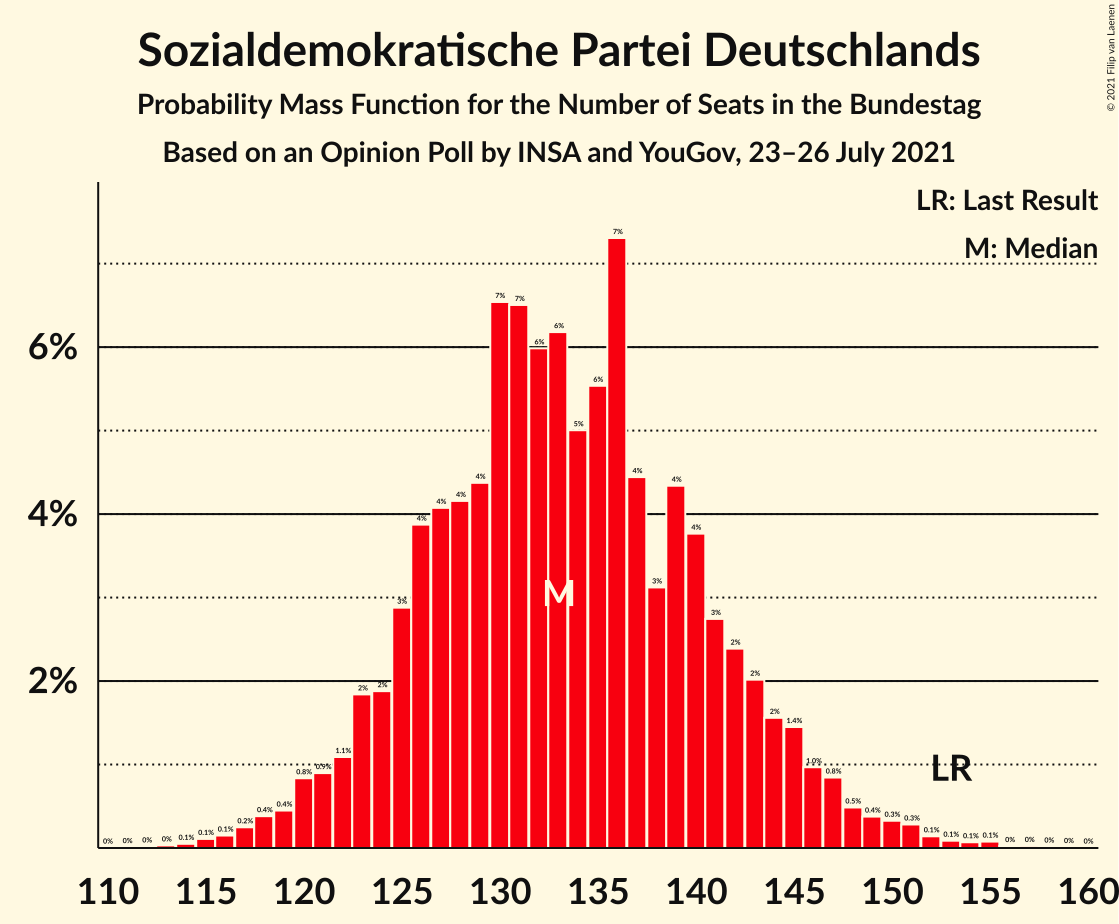 Sozialdemokratische Partei Deutschlands
Probability Mass Function for the Number of Seats in the Bundestag
Based on an Opinion Poll by INSA and YouGov, 23–26 July 2021
© 2021 Filip van Laenen
LR: Last Result
M: Median
6%
4%
2%
0% 0% 0% 0% 0.1% 0.1% 0.1% 0.2% 0.4% 0.4% 0.8% 0.9% 1.1% 2% 2% 3% 4% 4% 4% 4% 7% 7% 6% 6% 5% 6% 7% 4% 3% 4% 4% 3% 2% 2% 2% 1.4% 1.0% 0.8% 0.5% 0.4% 0.3% 0.3% 0.1% 0.1% 0.1% 0.1% 0% 0% 0% 0% 0%
M
LR
110 115 120 125 130 135 140 145 150 155 160